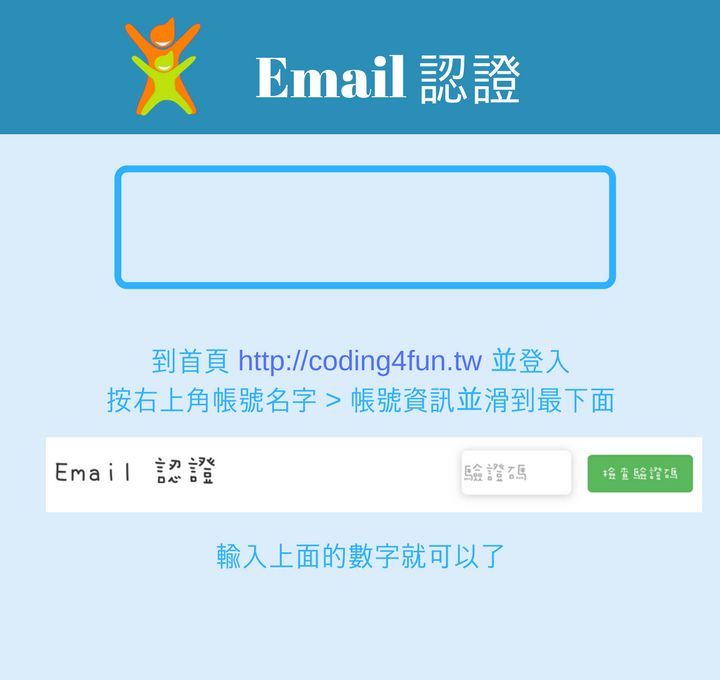 Email 認證
到首頁 http://coding4fun.tw 並登入
按右上角帳號名字 > 帳號資訊並滑到最下面
Email 認證 驗證碼 檢查驗證碼
輸入上面的數字就可以了